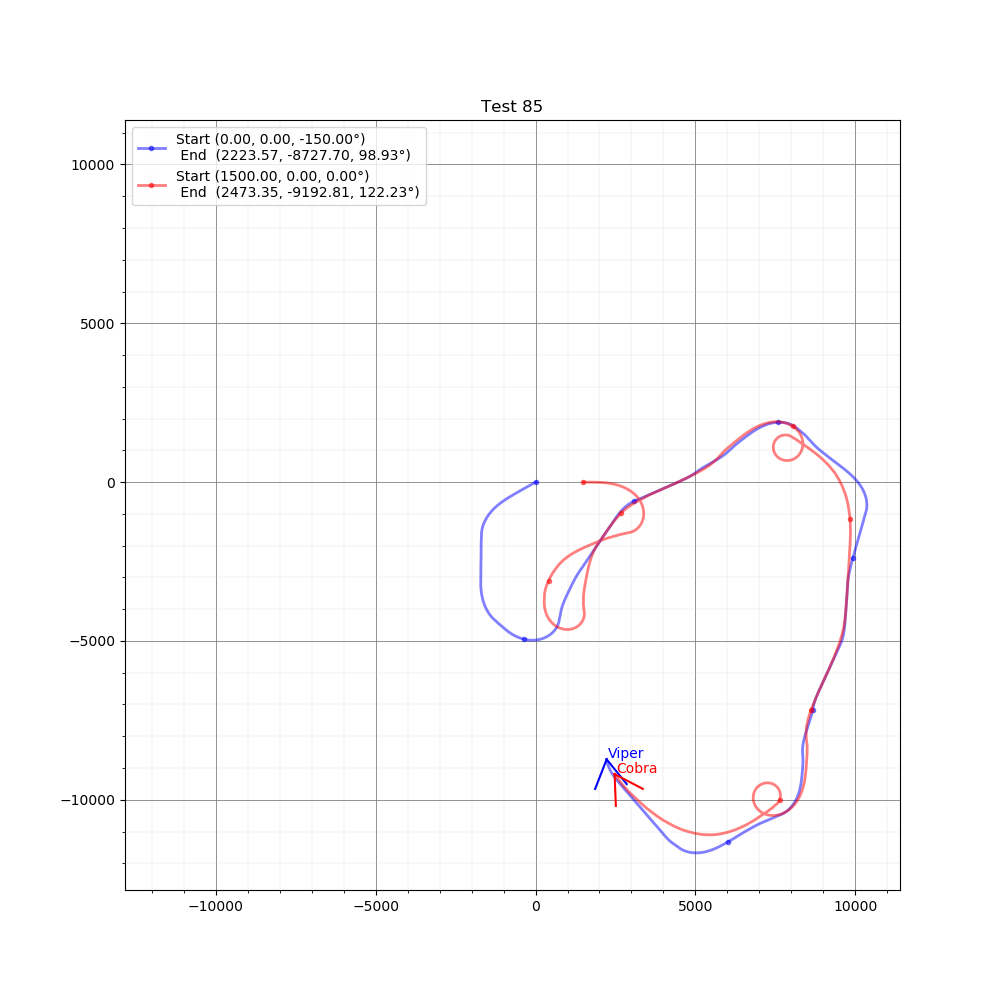 Test 85
Start (0.00, 0.00, -150.00°)
End (2223.57, -8727.70, 98.93°)
Start (1500.00, 0.00, 0.00°)
End (2473.35, -9192.81, 122.23°)
10000
5000
0
−5000
−10000
Viper
Cobra
−10000 −5000 0 5000 10000